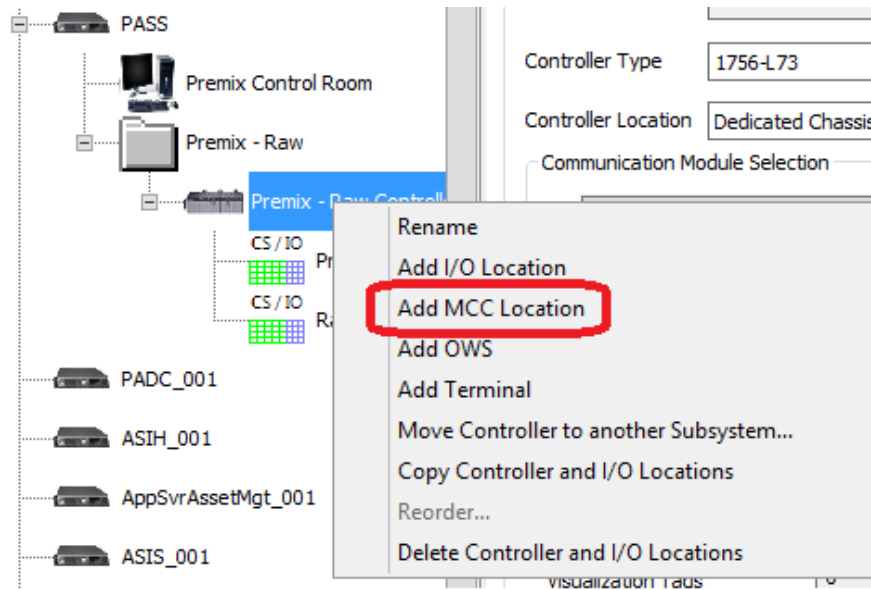 PASS
Premix Control Room
Premix - Raw
Premix - Raw
CS/IO
CS/IO
PADC_001
ASIH_001
AppSvrAssetMgt_001
ASIS_001
Controller Type
1756-L73
Controller Location
Dedicated Chassis
Communication Module Selection
Rename
Add I/O Location
Add MCC Location
Add OWS
Add Terminal
Move Controller to another Subsystem...
Copy Controller and I/O Locations
Reorder...
Delete Controller and I/O Locations